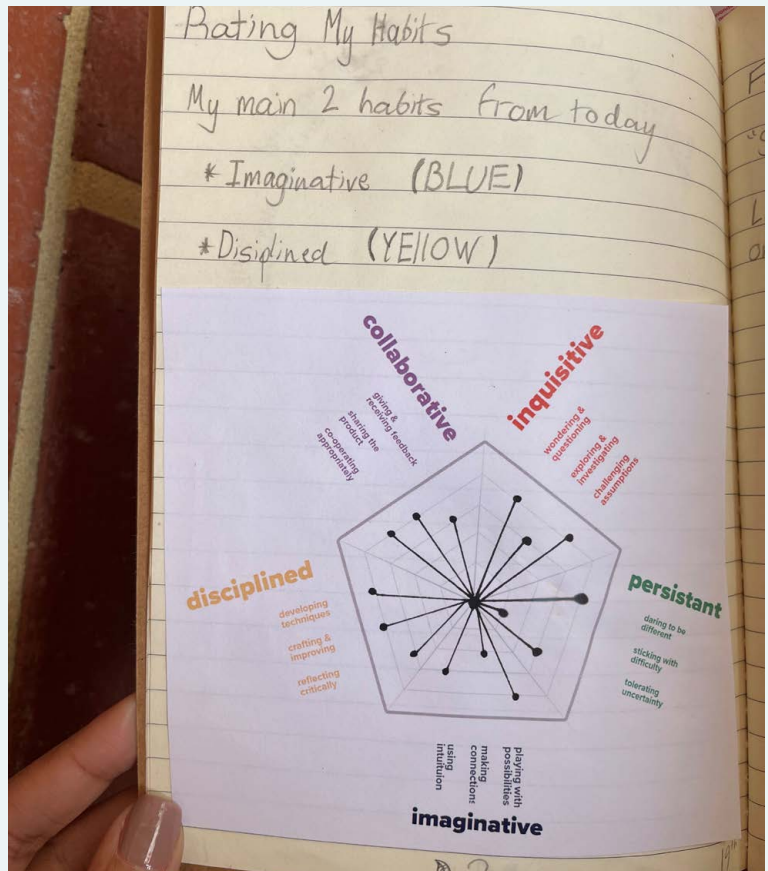 Rating My Habits
My main 2 habits from today
* Imaginative (BLUE)
* Disiplined (YEllOW)
collaborative
giving &
receiving feedback
sharing the
product
co-operating
appropriately
inquisitive
wondering &
questioning
exploring &
investigating
challenging
assumptions
disciplined
developing
techniques
crafting &
improving
reflecting
critically
persistant
daring to be
different
sticking with
difficulty
tolerating
uncertainty
using
intuituion
making
connections
playing with
possibilities
imaginative